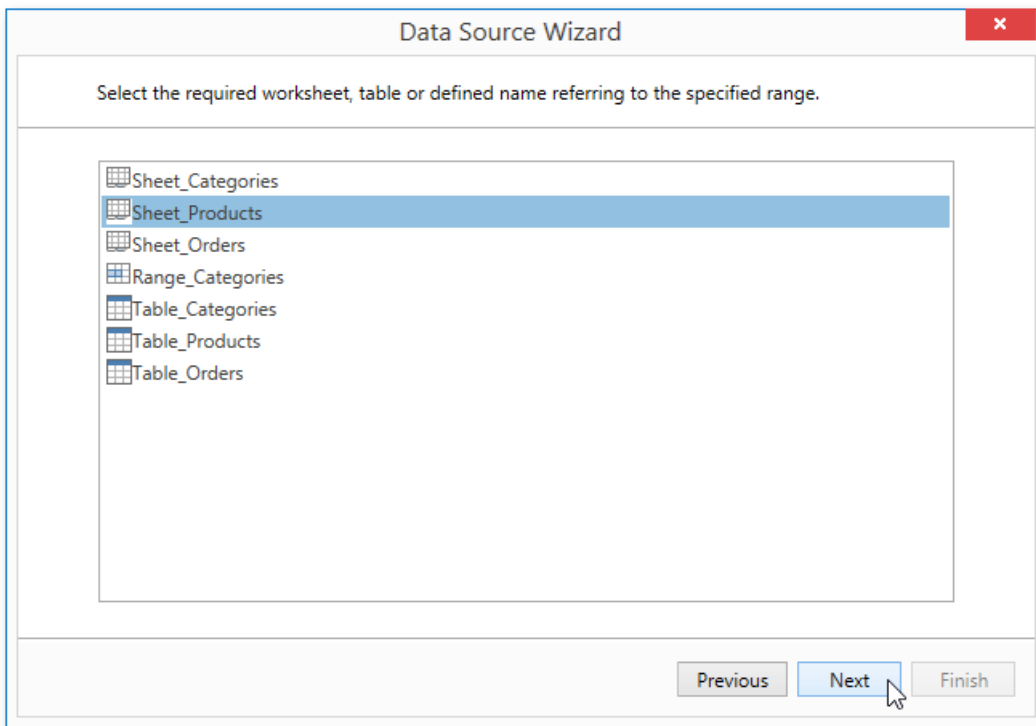 Data Source Wizard
Select the required worksheet, table or defined name referring to the specified range.
Sheet_Categories
Sheet_Products
Sheet_Orders
Range_Categories
Table_Categories
Table_Products
Table_Orders
Previous Next Finish